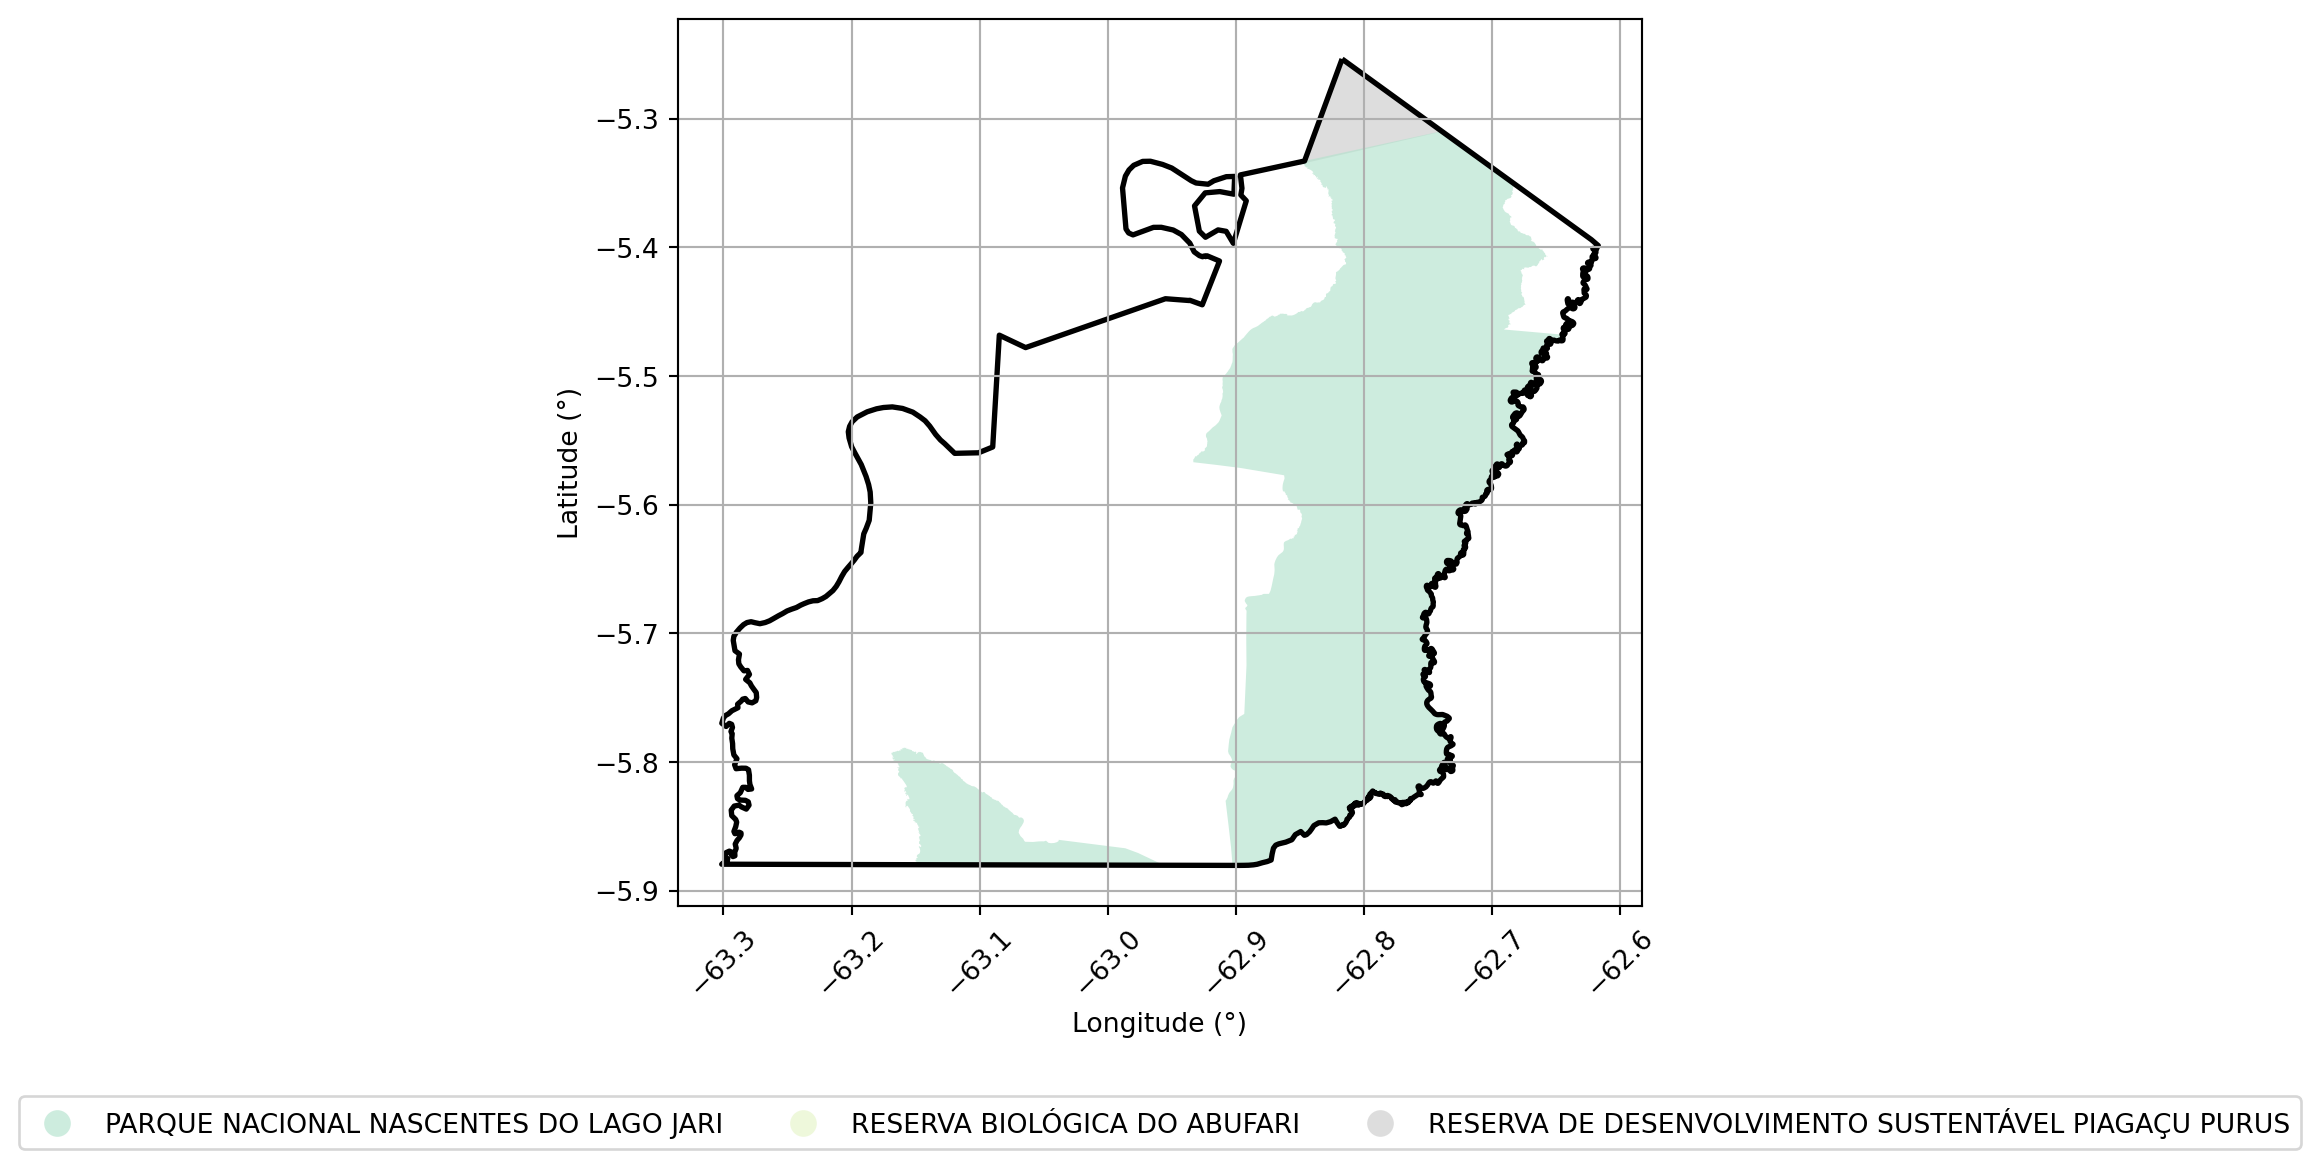 −5.3
−5.4
−5.5
−5.6
−5.7
−5.8
−5.9
Latitude (°)
−63.3 −63.2 −63.1 −63.0 −62.9 −62.8 −62.7 −62.6
Longitude (°)
PARQUE NACIONAL NASCENTES DO LAGO JARI RESERVA BIOLÓGICA DO ABUFARI RESERVA DE DESENVOLVIMENTO SUSTENTÁVEL PIAGAÇU PURUS